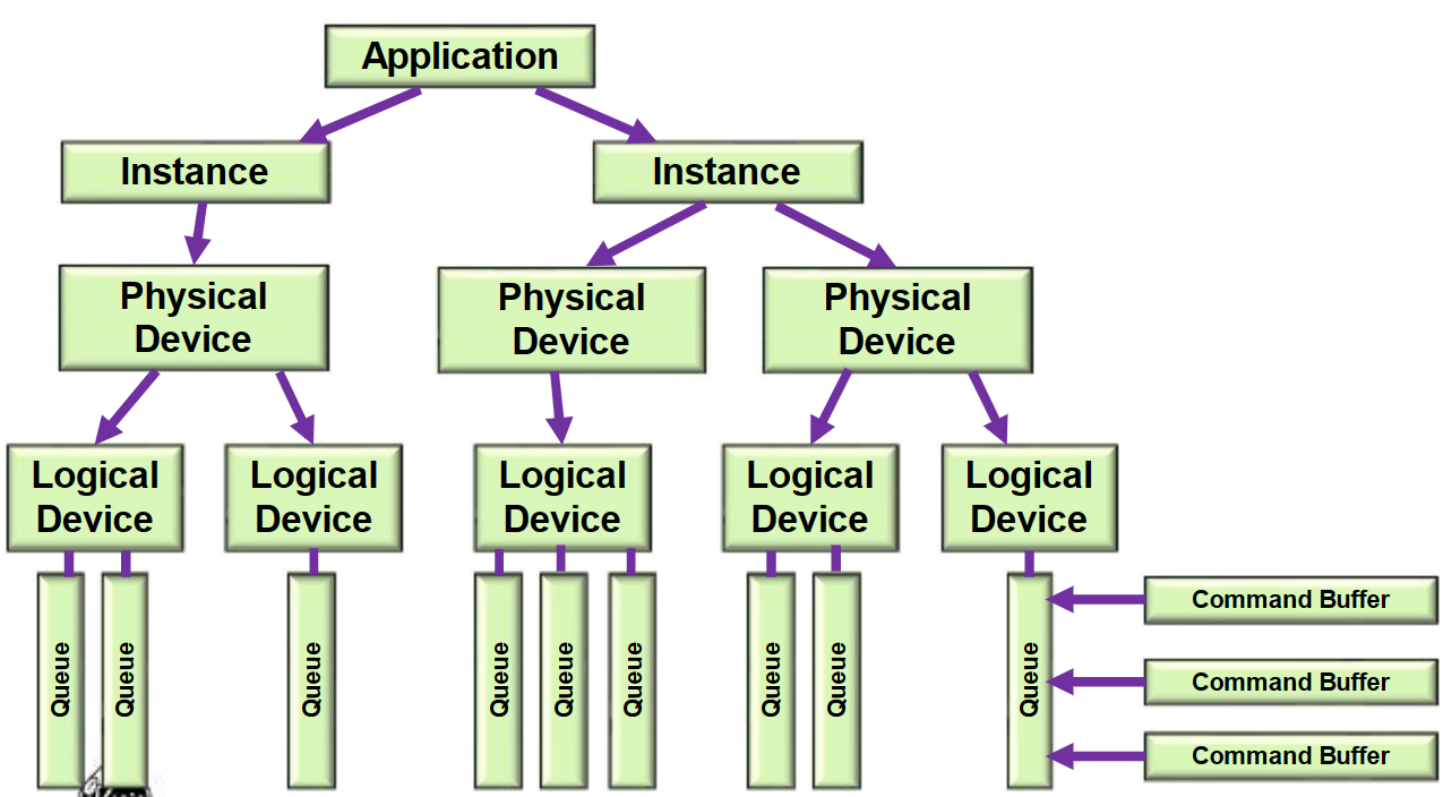 Application
Instance
Instance
Physical
Device
Physical
Device
Physical
Device
Logical
Device
Logical
Device
Logical
Device
Logical
Device
Logical
Device
Queue
Queue
Queue
Queue
Queue
Queue
Queue
Queue
Queue
Command Buffer
Command Buffer
Command Buffer